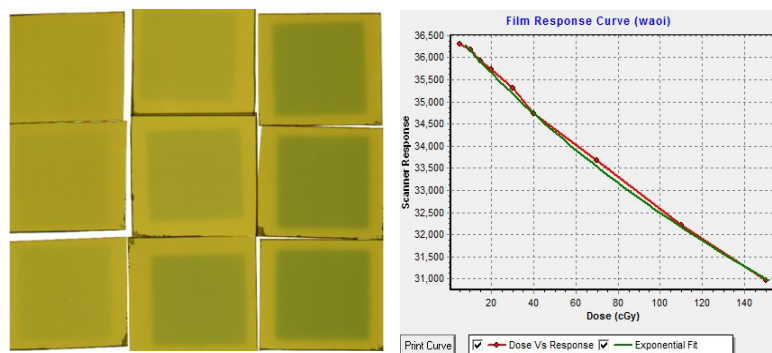 Film Response Curve (waoi)
Scanner Response
36,500
36,000
35,500
35,000
34,500
34,000
33,500
33,000
32,500
32,000
31,500
31,000
20 40 60 80 100 120 140
Dose (cGy)
Print Curve
Dose Vs Response Exponential Fit